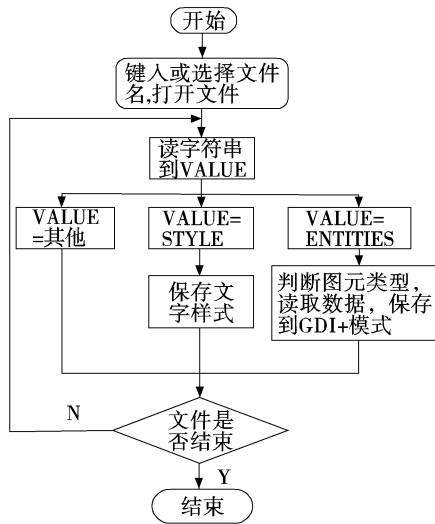 开始
键入或选择文件
名,打开文件
读字符串
到VALUE
VALUE
=其他
VALUE=
STYLE
VALUE=
ENTITIES
保存文
字样式
判断图元类型，
读取数据，保存
到GDI+模式
N
文件是
否结束
Y
结束